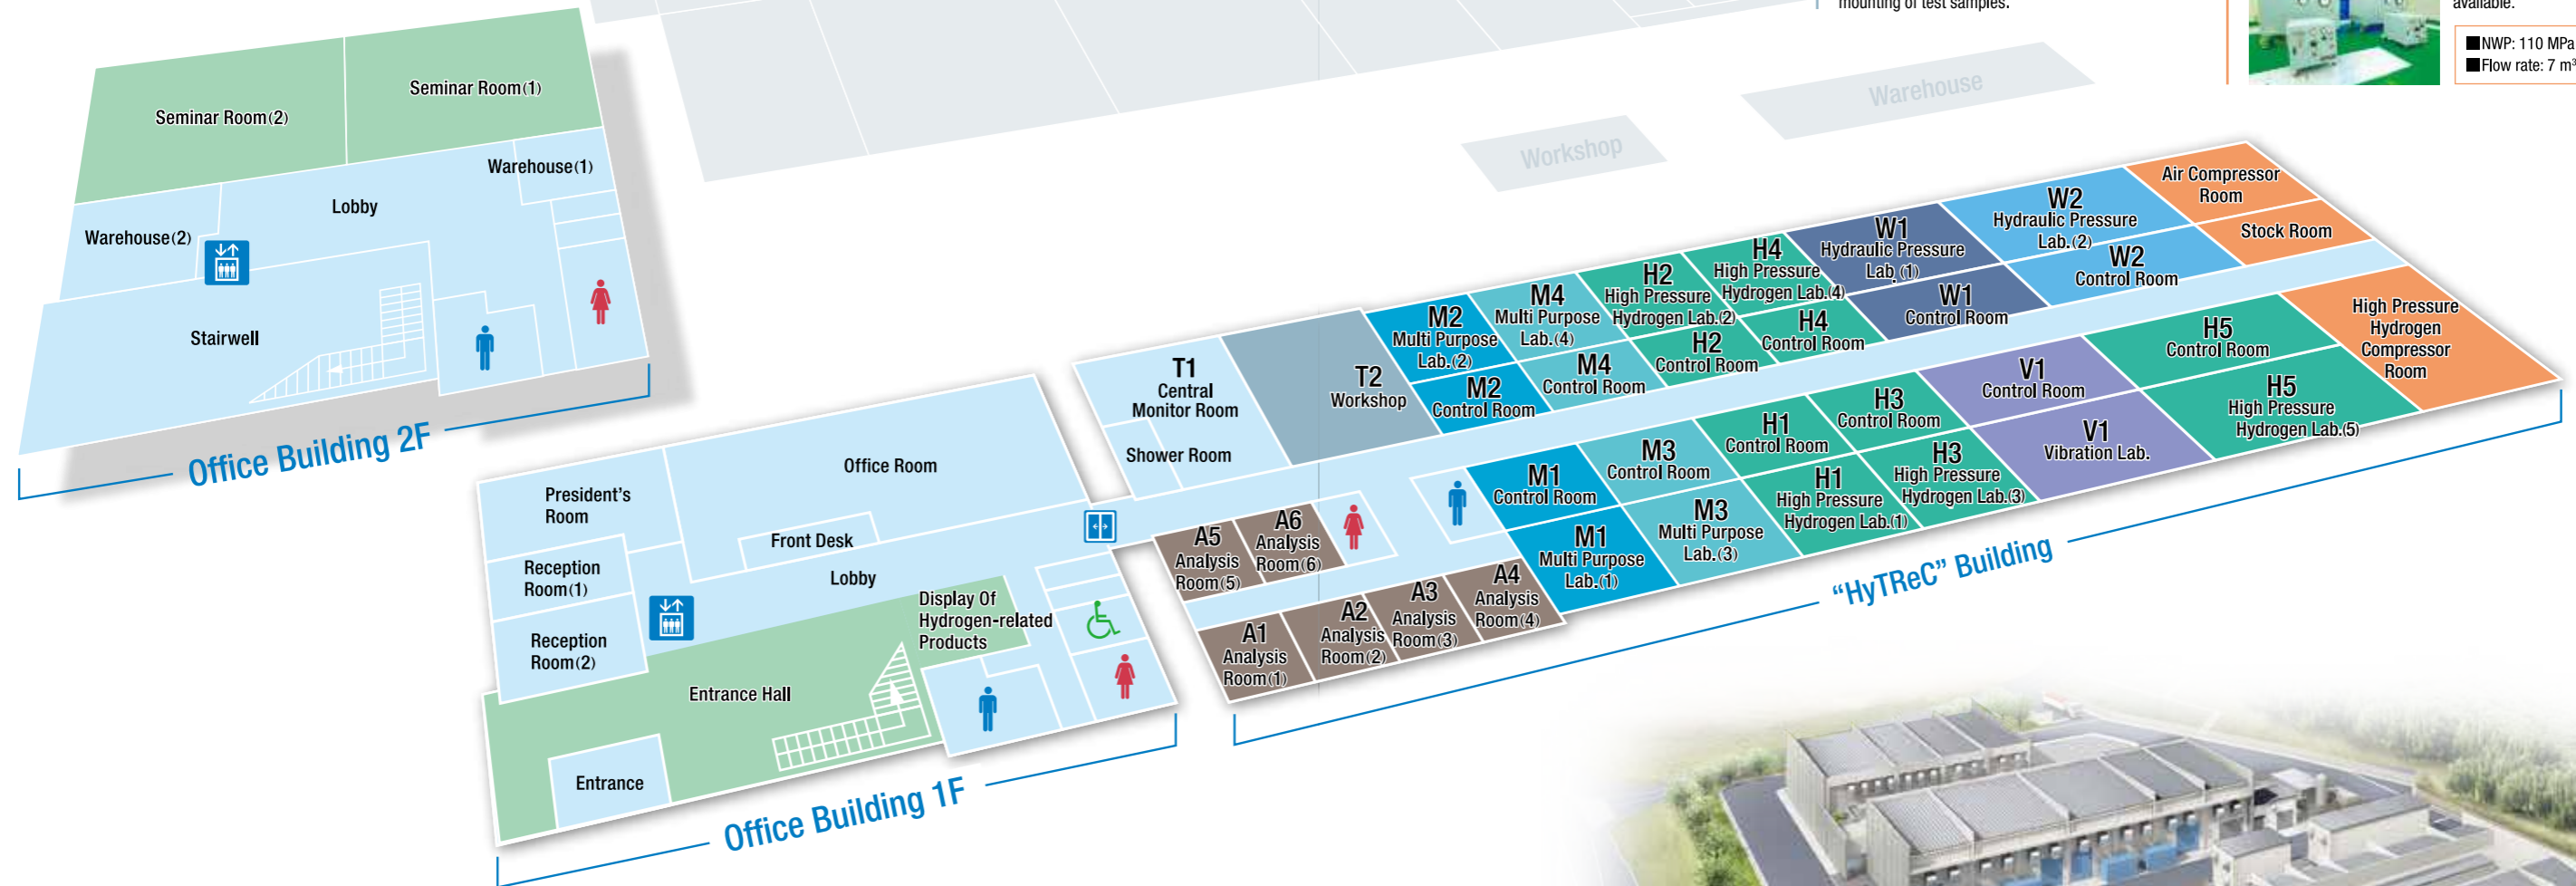 mounting of test samples.
available.
■NWP: 110 MPa
■Flow rate: 7 m³
Warehouse
Workshop
Seminar Room(2)
Seminar Room(1)
Warehouse(1)
Lobby
Warehouse(2)
Stairwell
Office Building 2F
Air Compressor
Room
Stock Room
W2
Hydraulic Pressure
Lab.(2)
W2
Control Room
W1
Hydraulic Pressure
Lab.(1)
W1
Control Room
H4
High Pressure
Hydrogen Lab.(4)
H4
Control Room
H2
High Pressure
Hydrogen Lab.(2)
H2
Control Room
M4
Multi Purpose
Lab.(4)
M4
Control Room
M2
Multi Purpose
Lab.(2)
M2
Control Room
T2
Workshop
T1
Central
Monitor Room
Shower Room
High Pressure
Hydrogen
Compressor
Room
H5
Control Room
H5
High Pressure
Hydrogen Lab.(5)
V1
Control Room
V1
Vibration Lab.
H3
Control Room
H3
High Pressure
Hydrogen Lab.(3)
H1
Control Room
H1
High Pressure
Hydrogen Lab.(1)
M3
Control Room
M3
Multi Purpose
Lab.(3)
M1
Control Room
M1
Multi Purpose
Lab.(1)
A5
Analysis
Room(5)
A6
Analysis
Room(6)
A1
Analysis
Room(1)
A2
Analysis
Room(2)
A3
Analysis
Room(3)
A4
Analysis
Room(4)
“HyTReC” Building
President's
Room
Office Room
Front Desk
Reception
Room(1)
Lobby
Reception
Room(2)
Display Of
Hydrogen-related
Products
Entrance Hall
Entrance
Office Building 1F